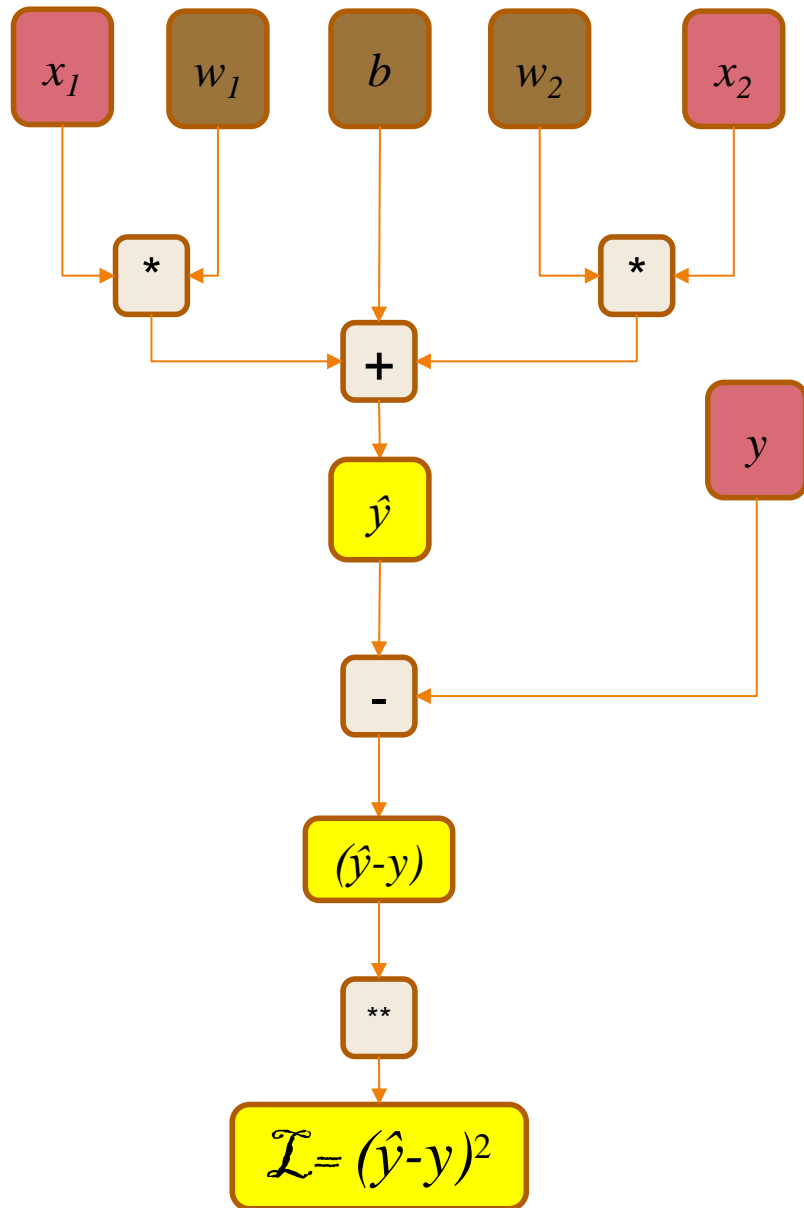 x₁ w₁ b w₂ x₂
* *
+
y
ŷ
-
(ŷ-y)
**
ℒ= (ŷ-y)²